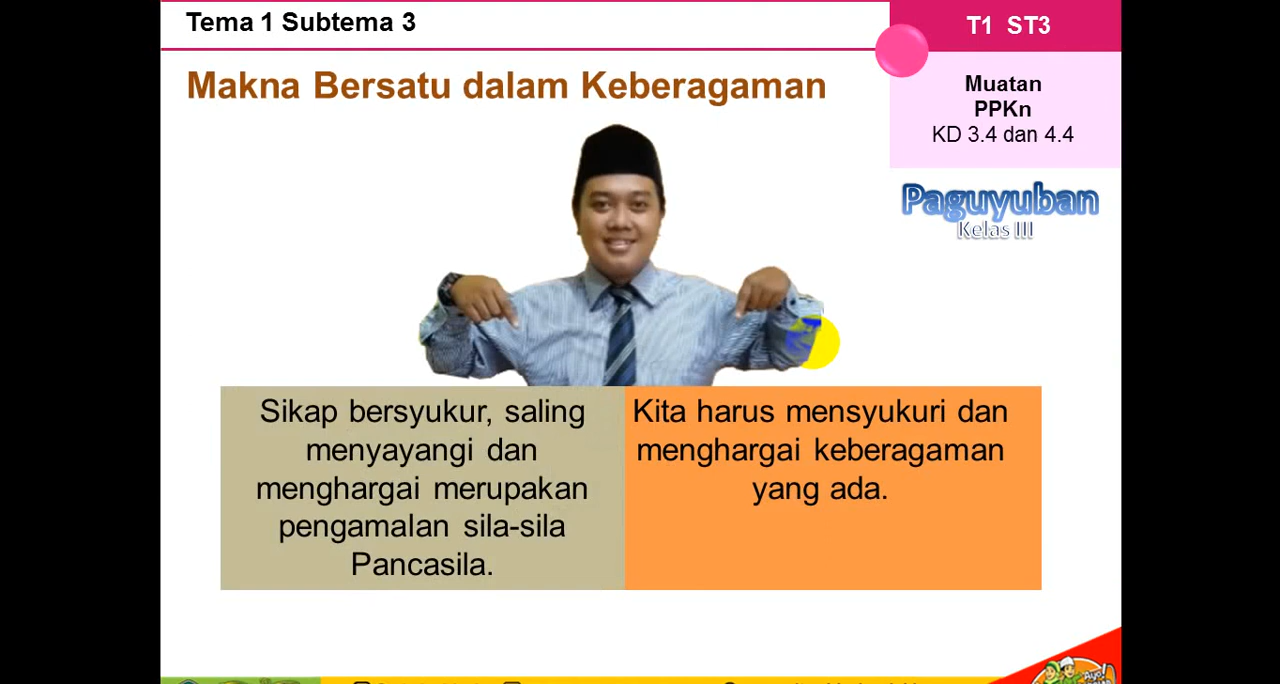 Tema 1 Subtema 3
T1 ST3
Makna Bersatu dalam Keberagaman
Muatan
PPKn
KD 3.4 dan 4.4
Paguyuban
Kelas III
Sikap bersyukur, saling
menyayangi dan
menghargai merupakan
pengamalan sila-sila
Pancasila.
Kita harus mensyukuri dan
menghargai keberagaman
yang ada.
Ayo!